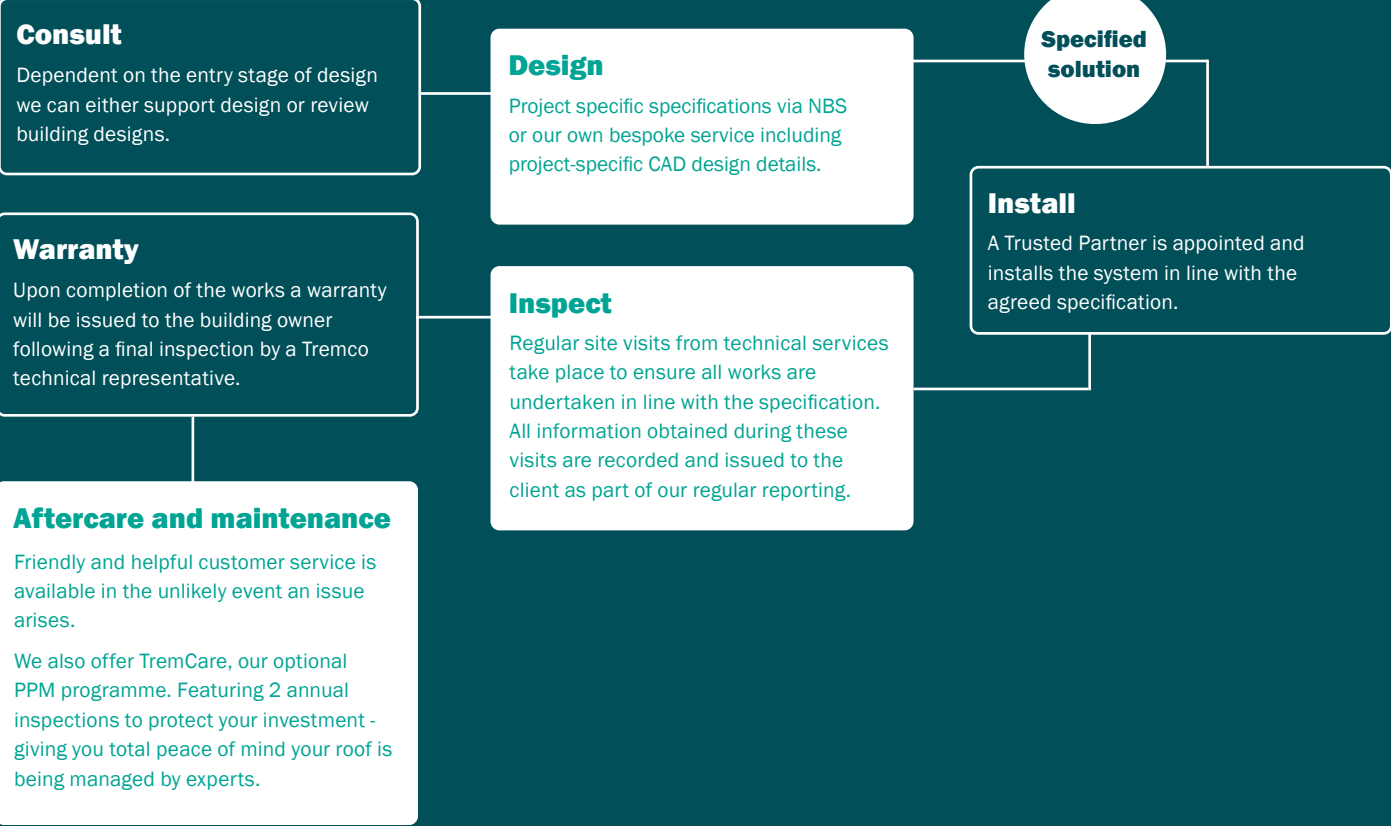 Consult
Dependent on the entry stage of design
we can either support design or review
building designs.
Design
Project specific specifications via NBS
or our own bespoke service including
project-specific CAD design details.
Specified
solution
Install
A Trusted Partner is appointed and
installs the system in line with the
agreed specification.
Inspect
Regular site visits from technical services
take place to ensure all works are
undertaken in line with the specification.
All information obtained during these
visits are recorded and issued to the
client as part of our regular reporting.
Warranty
Upon completion of the works a warranty
will be issued to the building owner
following a final inspection by a Tremco
technical representative.
Aftercare and maintenance
Friendly and helpful customer service is
available in the unlikely event an issue
arises.
We also offer TremCare, our optional
PPM programme. Featuring 2 annual
inspections to protect your investment -
giving you total peace of mind your roof is
being managed by experts.